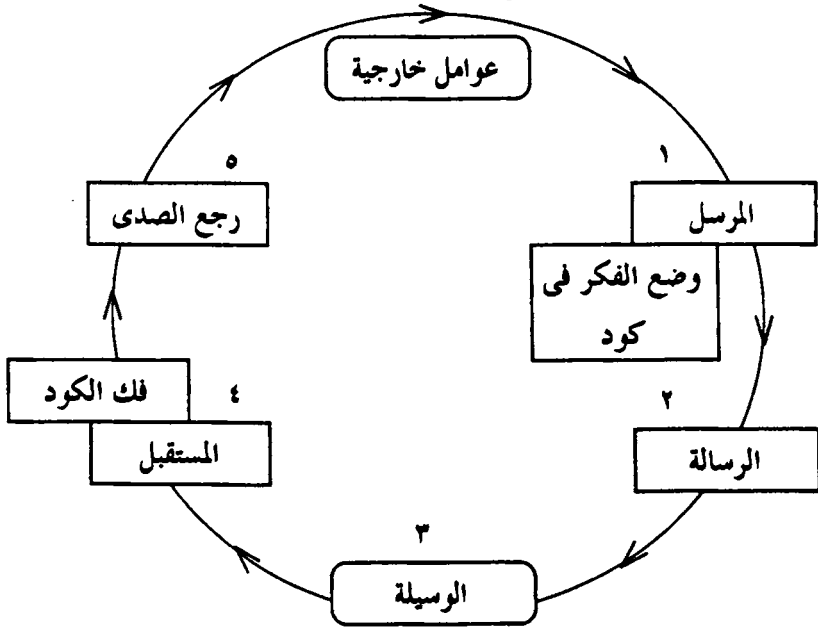 عوامل خارجية
١
المرسل
وضع الفكر فى
كود
٢
الرسالة
٣
الوسيلة
٤
المستقبل
فك الكود
٥
رجع الصدى